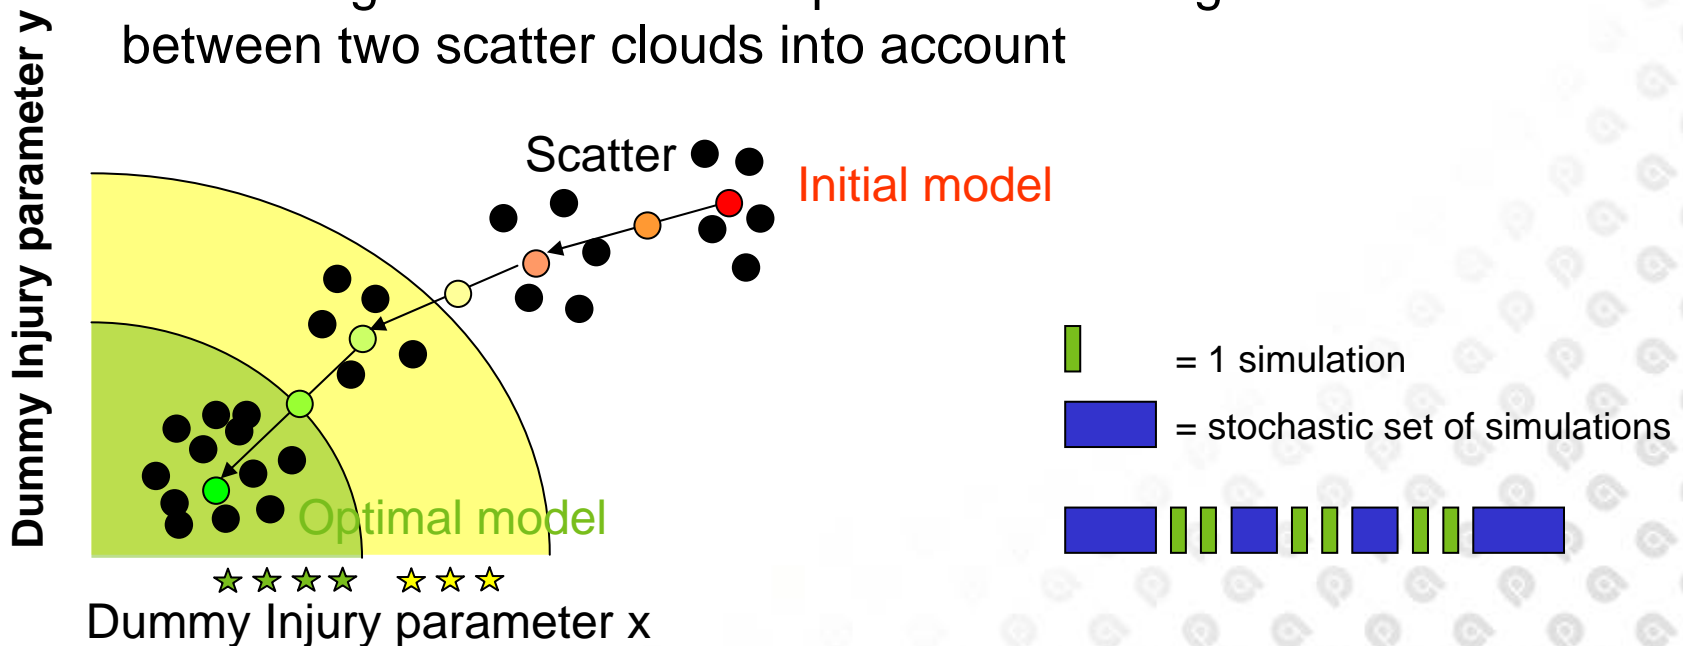 between two scatter clouds into account
Dummy Injury parameter y
Scatter
Initial model
= 1 simulation
= stochastic set of simulations
Optimal model
Dummy Injury parameter x